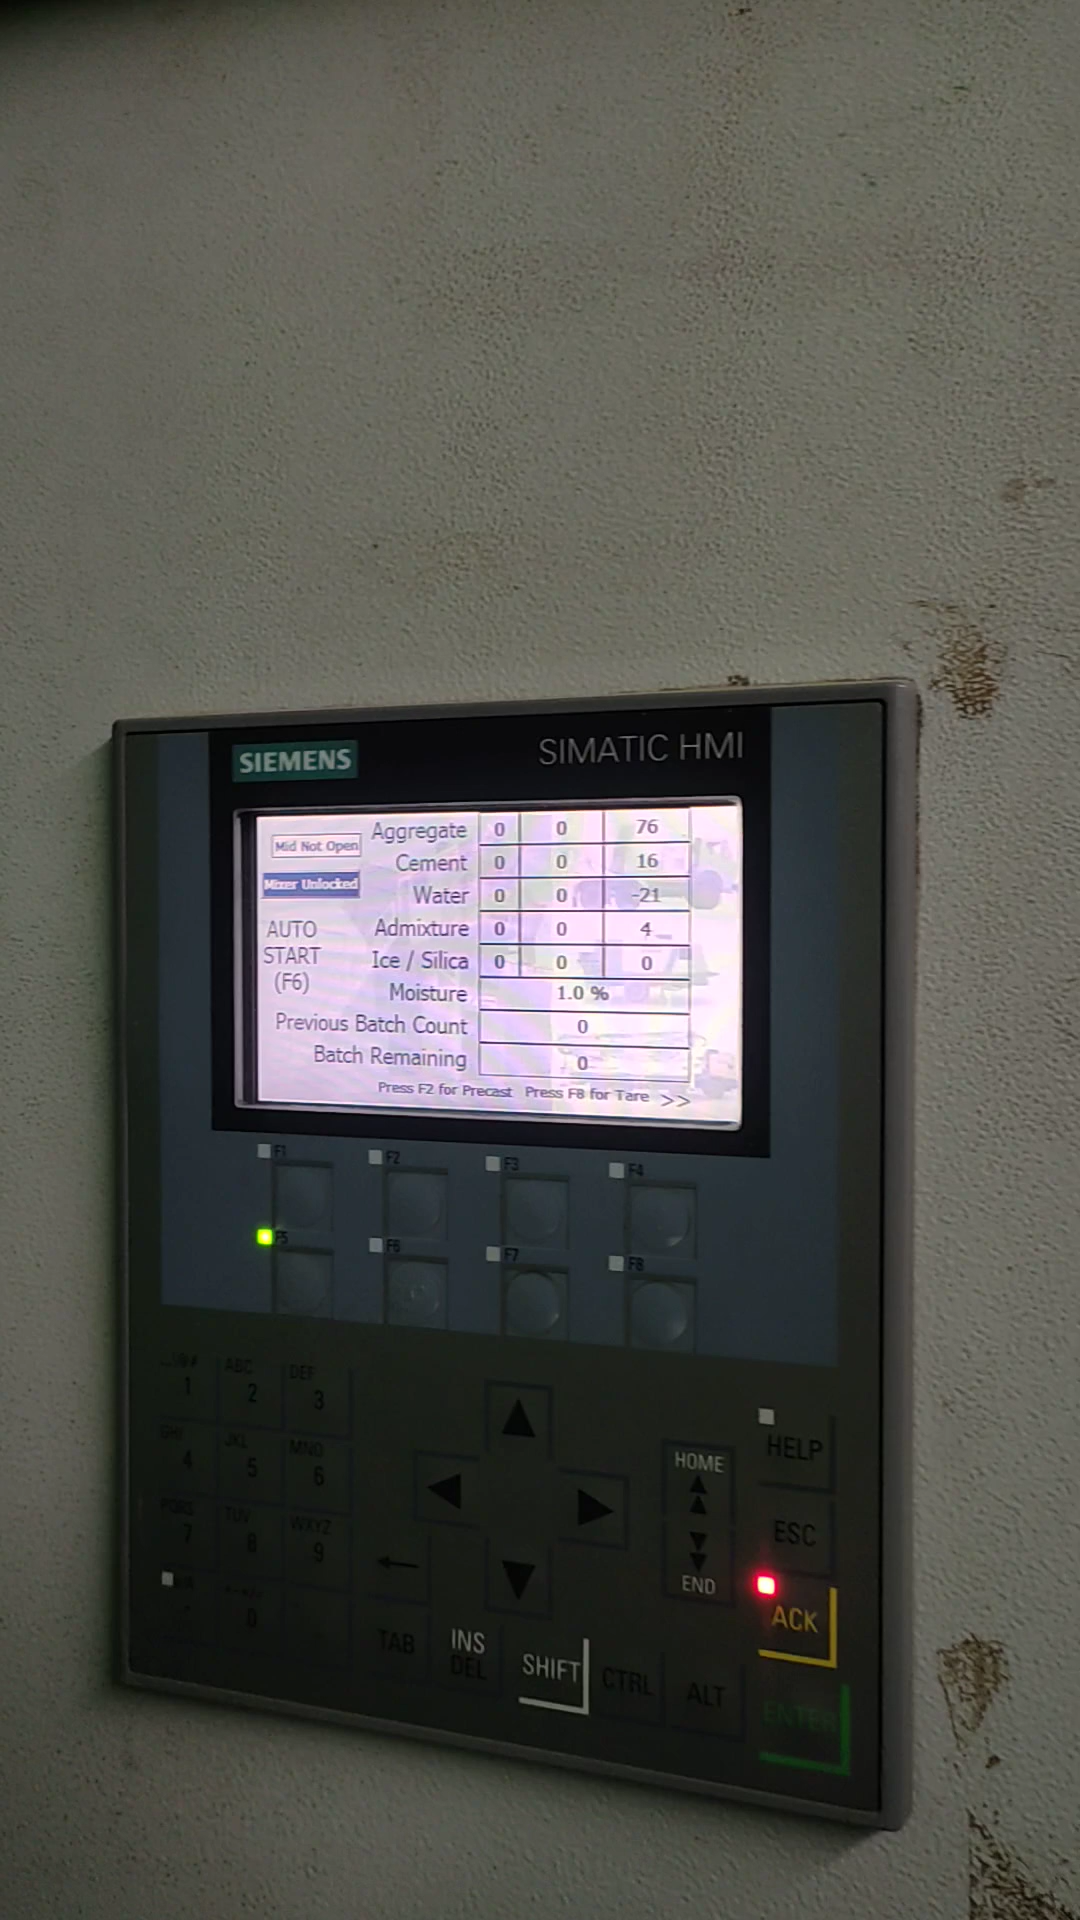 SIEMENS
SIMATIC HMI
Mid Not Open
Mixer Unlocked
AUTO
START
(F6)
Aggregate 0 0 76
Cement 0 0 16
Water 0 0 -21
Admixture 0 0 4
Ice / Silica 0 0 0
Moisture 1.0 %
Previous Batch Count 0
Batch Remaining 0
Press F2 for Precast Press F8 for Tare >>
F1 F2 F3 F4
F5 F6 F7 F8
ABC DEF
1 2 3
GHI JKL MNO
4 5 6
PQRS TUV WXYZ
7 8 9
0
HOME
END
HELP
ESC
ACK
TAB
INS
DEL
SHIFT
CTRL
ALT
ENTER